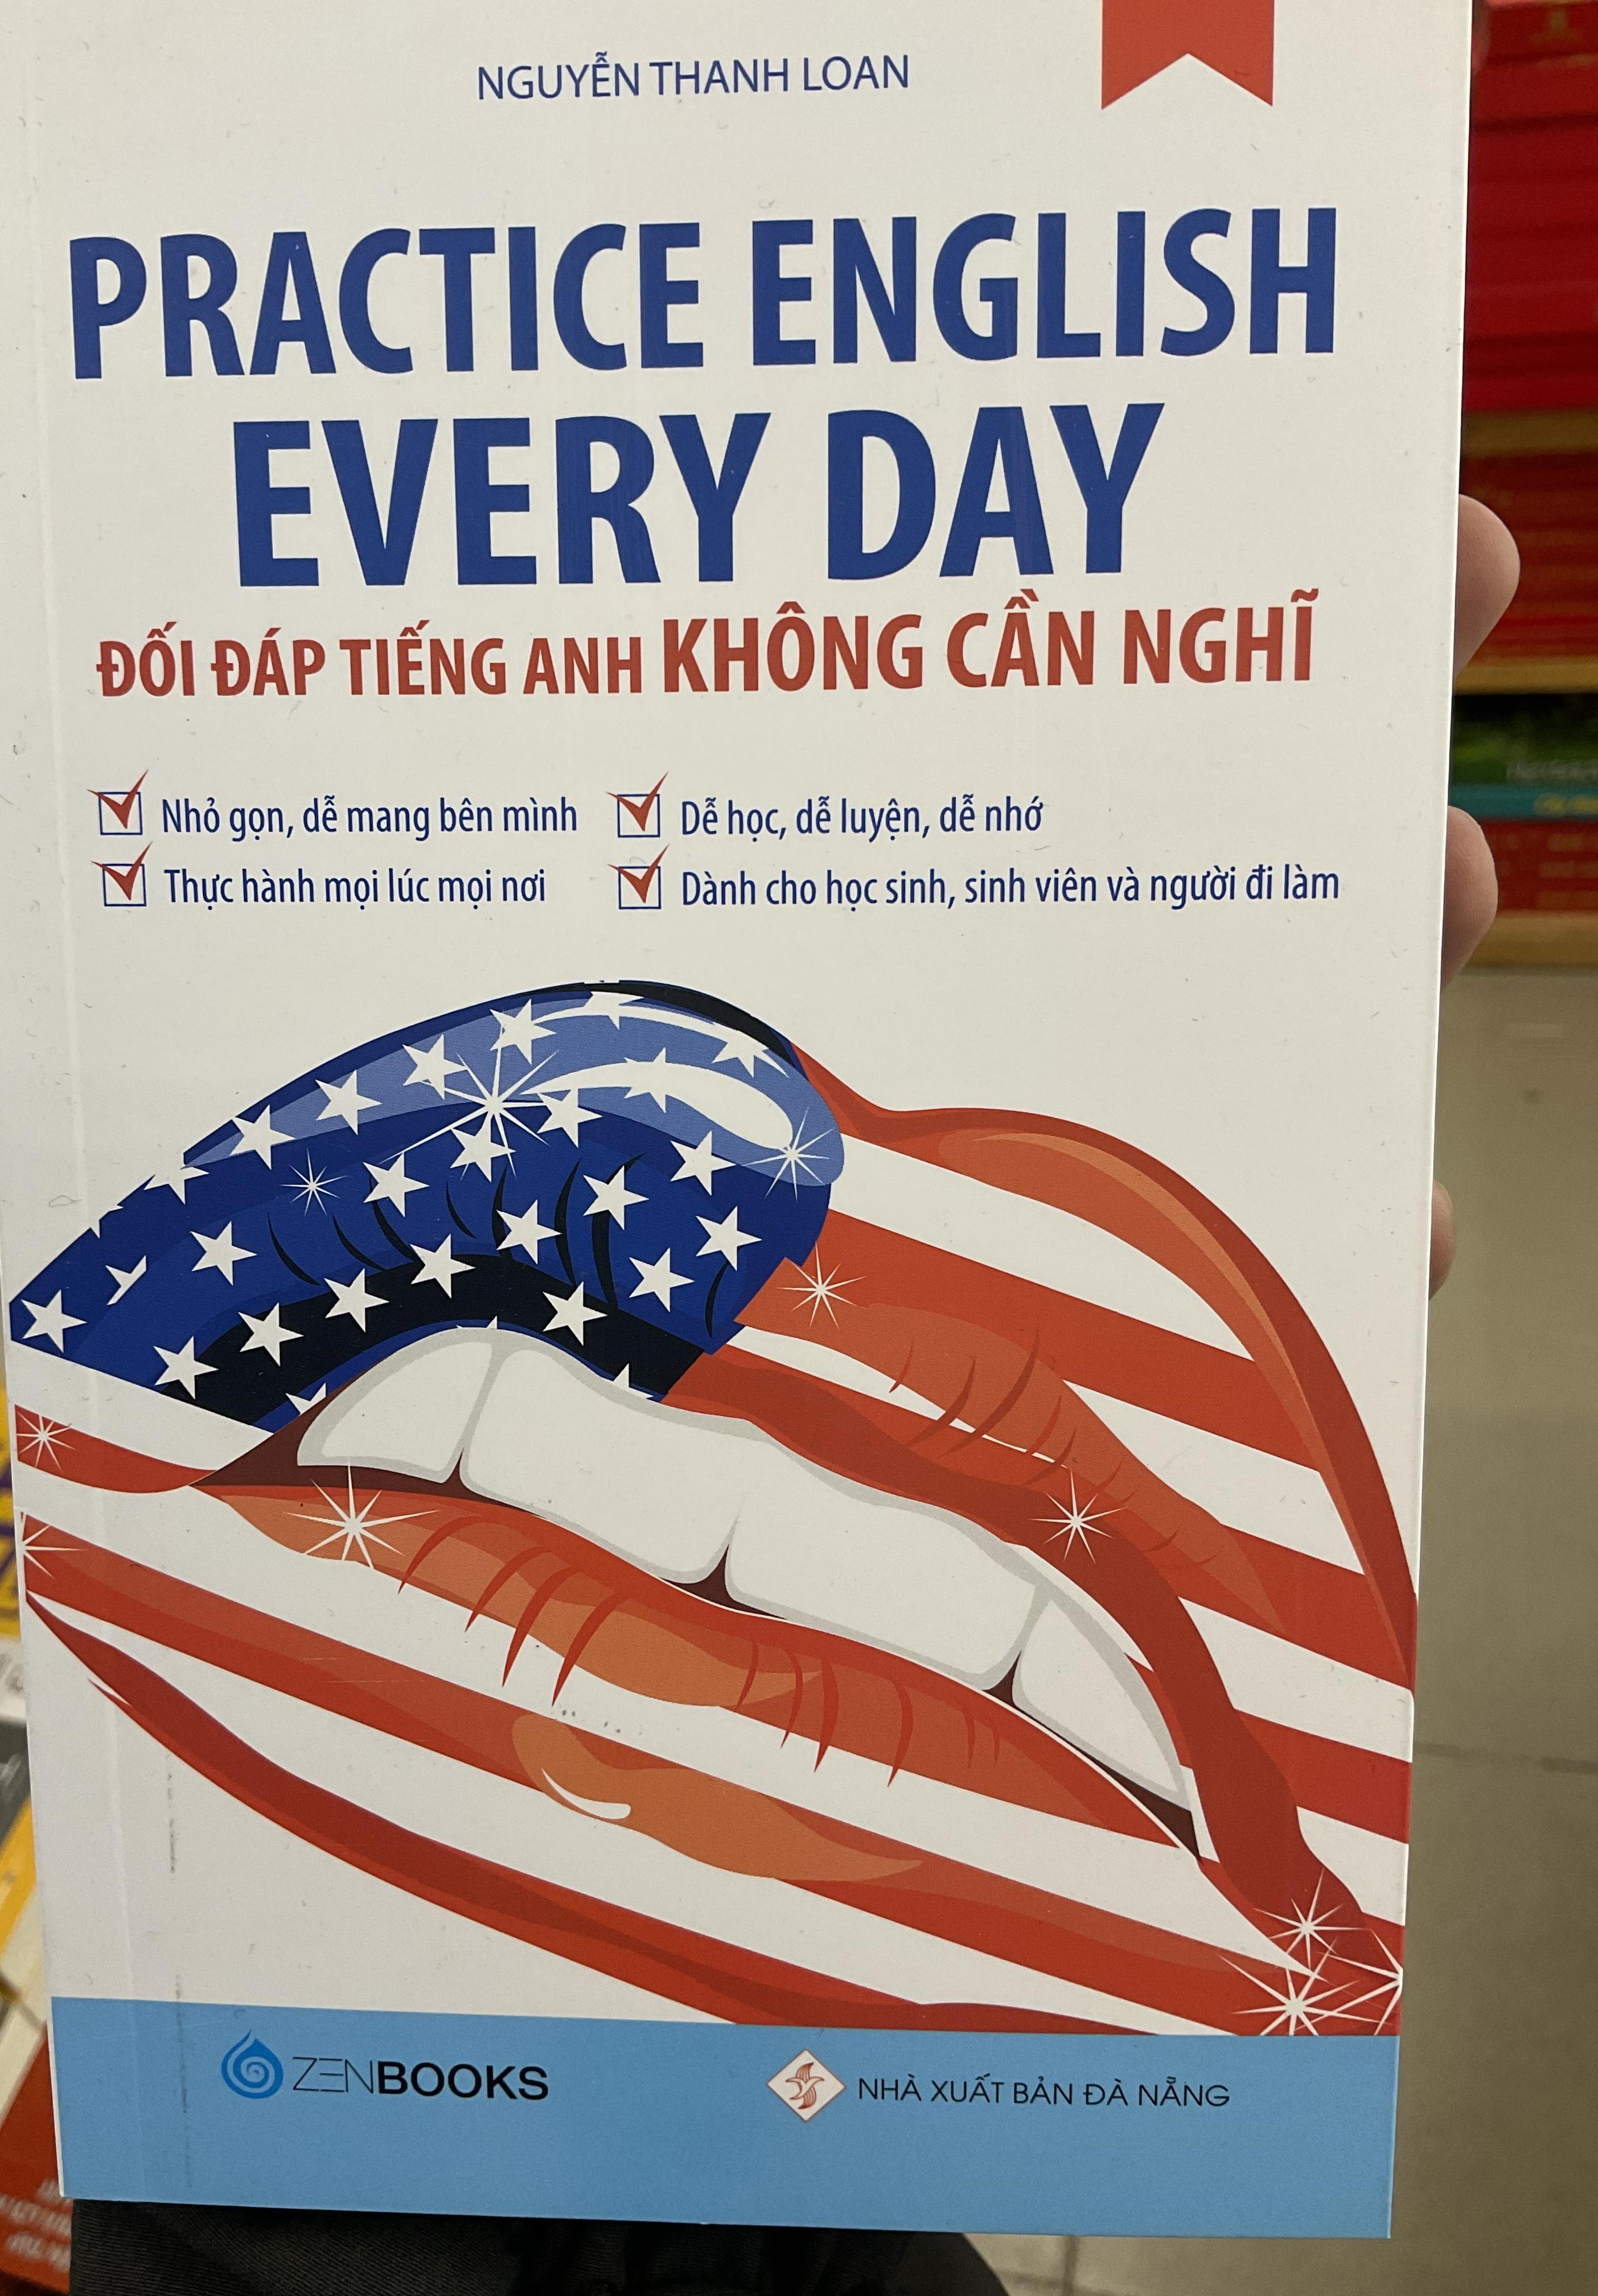 NGUYỄN THANH LOAN
PRACTICE ENGLISH
EVERY DAY
ĐỐI ĐÁP TIẾNG ANH KHÔNG CẦN NGHĨ
Nhỏ gọn, dễ mang bên mình
Dễ học, dễ luyện, dễ nhớ
Thực hành mọi lúc mọi nơi
Dành cho học sinh, sinh viên và người đi làm
ZENBOOKS
NHÀ XUẤT BẢN ĐÀ NẴNG